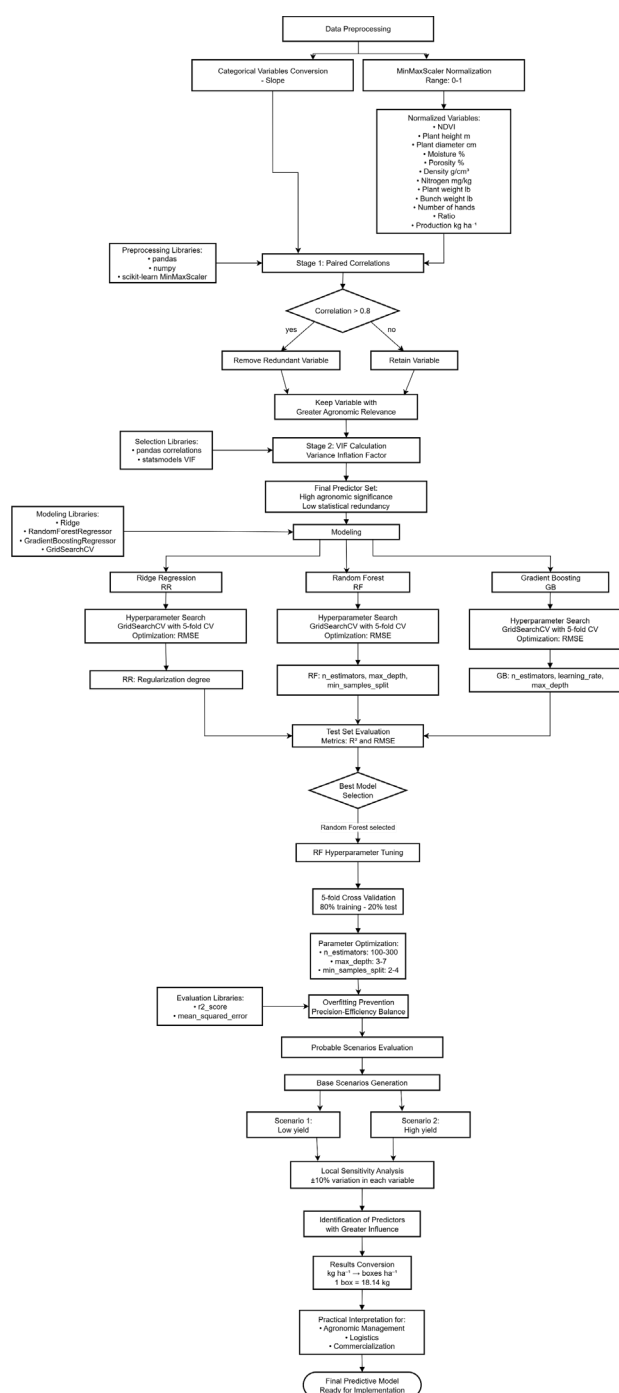 Data Preprocessing
Categorical Variables Conversion
- Slope
MinMaxScaler Normalization
Range: 0-1
Normalized Variables:
• NDVI
• Plant height m
• Plant diameter cm
• Moisture %
• Porosity %
• Density g/cm³
• Nitrogen mg/kg
• Plant weight lb
• Bunch weight lb
• Number of hands
• Ratio
• Production kg ha⁻¹
Preprocessing Libraries:
• pandas
• numpy
• scikit-learn MinMaxScaler
Stage 1: Paired Correlations
Correlation > 0.8
yes
no
Remove Redundant Variable
Retain Variable
Keep Variable with
Greater Agronomic Relevance
Selection Libraries:
• pandas correlations
• statsmodels VIF
Stage 2: VIF Calculation
Variance Inflation Factor
Final Predictor Set:
High agronomic significance
Low statistical redundancy
Modeling Libraries:
• Ridge
• RandomForestRegressor
• GradientBoostingRegressor
• GridSearchCV
Modeling
Ridge Regression
RR
Random Forest
RF
Gradient Boosting
GB
Hyperparameter Search
GridSearchCV with 5-fold CV
Optimization: RMSE
Hyperparameter Search
GridSearchCV with 5-fold CV
Optimization: RMSE
Hyperparameter Search
GridSearchCV with 5-fold CV
Optimization: RMSE
RR: Regularization degree
RF: n_estimators, max_depth,
min_samples_split
GB: n_estimators, learning_rate,
max_depth
Test Set Evaluation
Metrics: R² and RMSE
Best Model
Selection
Random Forest selected
RF Hyperparameter Tuning
5-fold Cross Validation
80% training - 20% test
Parameter Optimization:
• n_estimators: 100-300
• max_depth: 3-7
• min_samples_split: 2-4
Evaluation Libraries:
• r2_score
• mean_squared_error
Overfitting Prevention
Precision-Efficiency Balance
Probable Scenarios Evaluation
Base Scenarios Generation
Scenario 1:
Low yield
Scenario 2:
High yield
Local Sensitivity Analysis
±10% variation in each variable
Identification of Predictors
with Greater Influence
Results Conversion
kg ha⁻¹ → boxes ha⁻¹
1 box = 18.14 kg
Practical Interpretation for:
• Agronomic Management
• Logistics
• Commercialization
Final Predictive Model
Ready for Implementation